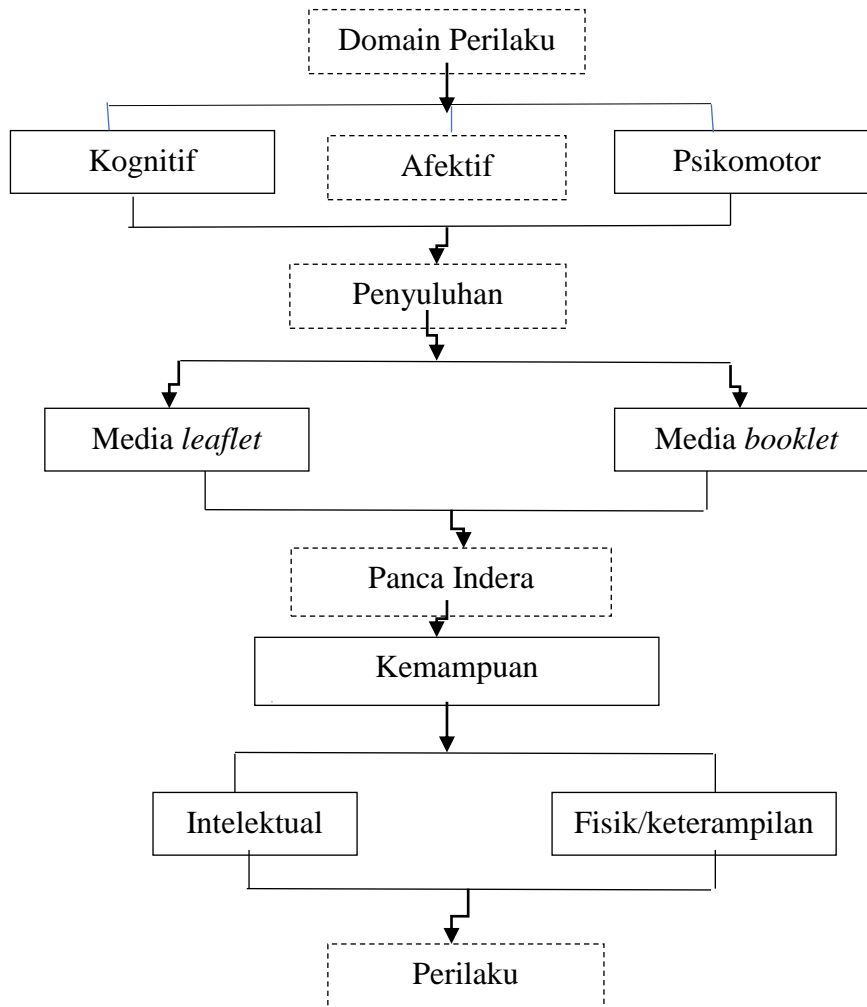 Domain Perilaku
Kognitif
Afektif
Psikomotor
Penyuluhan
Media leaflet
Media booklet
Panca Indera
Kemampuan
Intelektual
Fisik/keterampilan
Perilaku